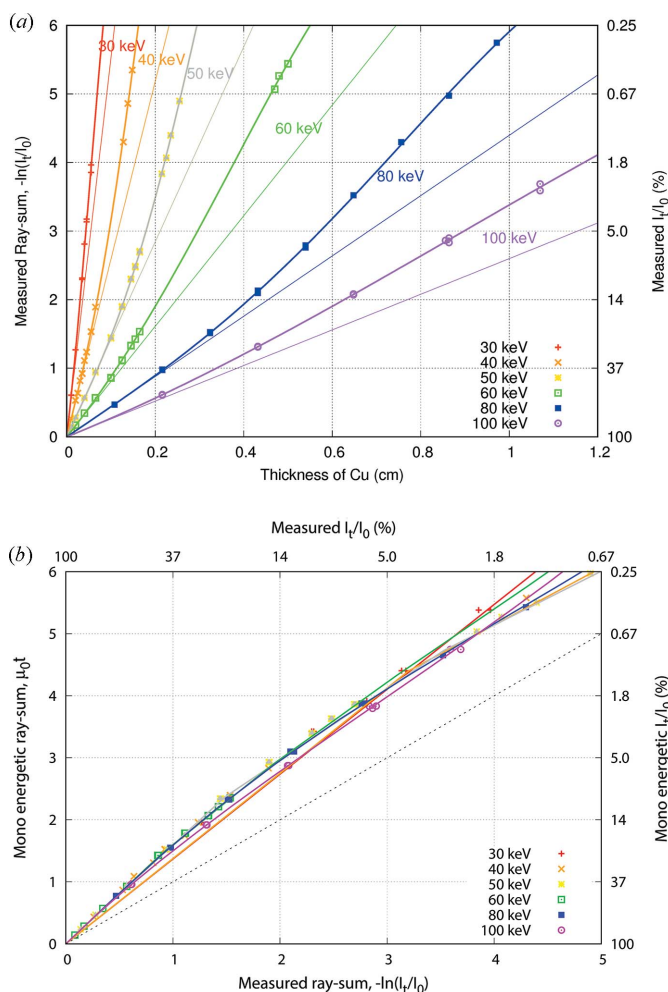 (a)
6
5
4
3
2
1
0
Measured Ray-sum, -ln(It/I0)
30 keV
40 keV
50 keV
60 keV
80 keV
100 keV
30 keV
40 keV
50 keV
60 keV
80 keV
100 keV
0.25
0.67
1.8
5.0
14
37
100
Measured It/I0 (%)
0 0.2 0.4 0.6 0.8 1 1.2
Thickness of Cu (cm)
(b)
Measured It/I0 (%)
100 37 14 5.0 1.8 0.67
6
5
4
3
2
1
0
Mono energetic ray-sum, μ0t
30 keV
40 keV
50 keV
60 keV
80 keV
100 keV
0.25
0.67
1.8
5.0
14
37
100
Mono energetic It/I0 (%)
0 1 2 3 4 5
Measured ray-sum, -ln(It/I0)